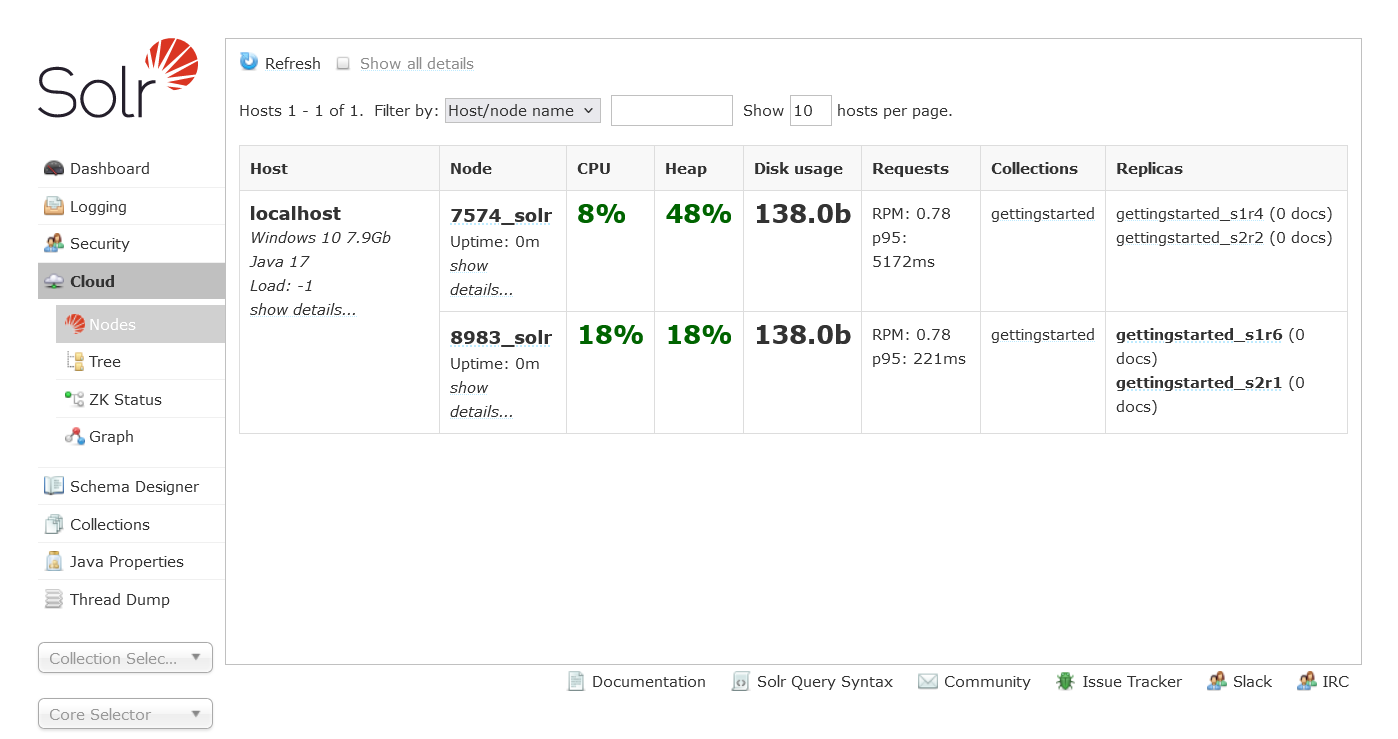 Solr
Refresh Show all details
Hosts 1 - 1 of 1. Filter by: Host/node name Show 10 hosts per page.
Dashboard
Logging
Security
Cloud
Nodes
Tree
ZK Status
Graph
Schema Designer
Collections
Java Properties
Thread Dump
Collection Selec...
Core Selector
Host Node CPU Heap Disk usage Requests Collections Replicas
localhost
Windows 10 7.9Gb
Java 17
Load: -1
show details...
7574_solr
Uptime: 0m
show
details...
8%
48%
138.0b
RPM: 0.78
p95:
5172ms
gettingstarted
gettingstarted_s1r4 (0 docs)
gettingstarted_s2r2 (0 docs)
8983_solr
Uptime: 0m
show
details...
18%
18%
138.0b
RPM: 0.78
p95: 221ms
gettingstarted
gettingstarted_s1r6 (0
docs)
gettingstarted_s2r1 (0
docs)
Documentation Solr Query Syntax Community Issue Tracker Slack IRC